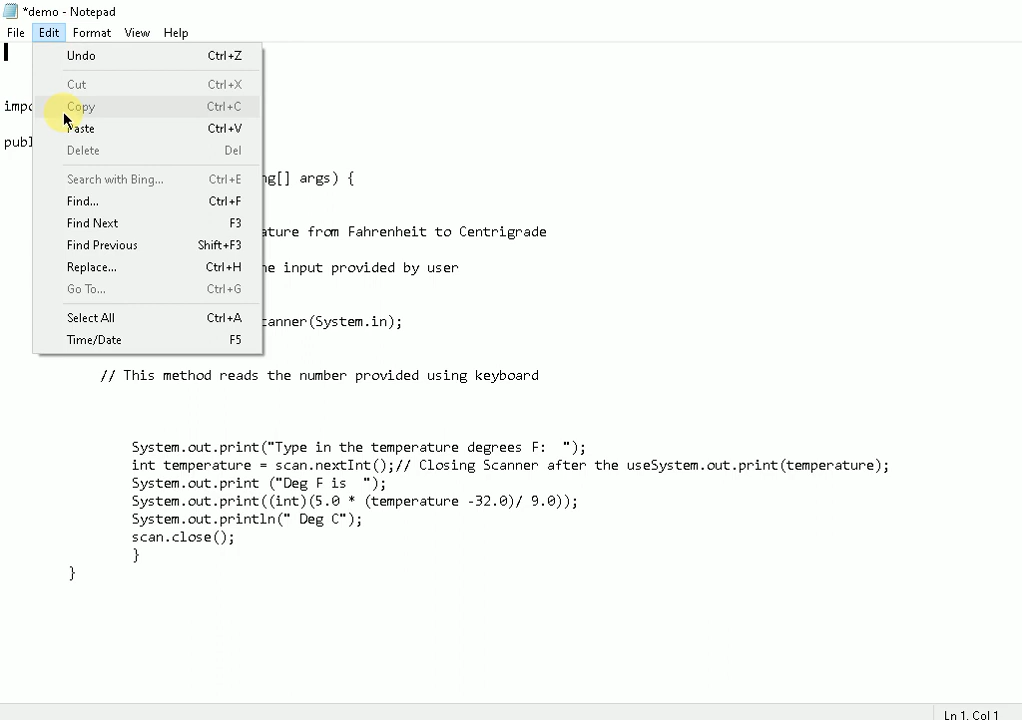 *demo - Notepad
File Edit Format View Help
Undo Ctrl+Z
Cut Ctrl+X
Copy Ctrl+C
Paste Ctrl+V
Delete Del
Search with Bing... Ctrl+E
Find... Ctrl+F
Find Next F3
Find Previous Shift+F3
Replace... Ctrl+H
Go To... Ctrl+G
Select All Ctrl+A
Time/Date F5
impo
publ
ng[] args) {
ature from Fahrenheit to Centrigrade
he input provided by user
canner(System.in);
// This method reads the number provided using keyboard
System.out.print("Type in the temperature degrees F:  ");
int temperature = scan.nextInt();// Closing Scanner after the useSystem.out.print(temperature);
System.out.print ("Deg F is  ");
System.out.print((int)(5.0 * (temperature -32.0)/ 9.0));
System.out.println(" Deg C");
scan.close();
}
}
Ln 1, Col 1